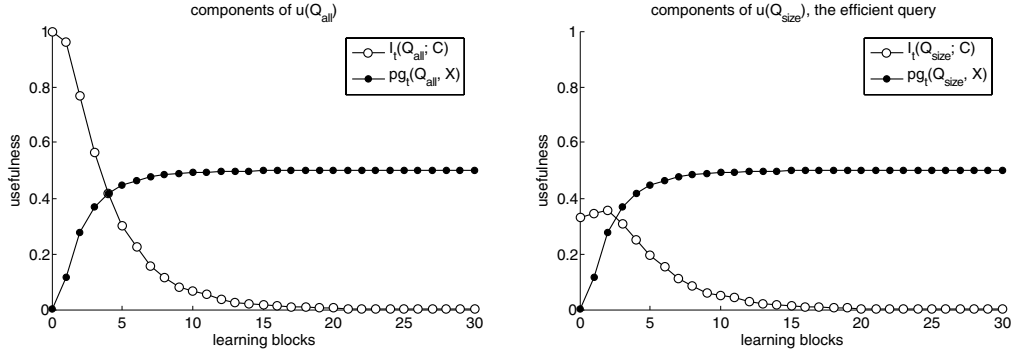 components of u(Q_all)
I_t(Q_all; C)
pg_t(Q_all, X)
usefulness
1
0.8
0.6
0.4
0.2
0
0 5 10 15 20 25 30
learning blocks
components of u(Q_size), the efficient query
I_t(Q_size; C)
pg_t(Q_size, X)
usefulness
1
0.8
0.6
0.4
0.2
0
0 5 10 15 20 25 30
learning blocks